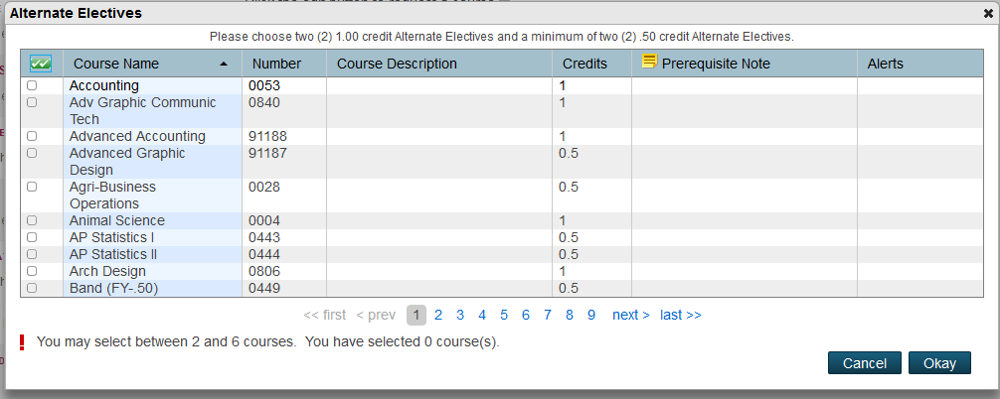 Alternate Electives
Please choose two (2) 1.00 credit Alternate Electives and a minimum of two (2) .50 credit Alternate Electives.
Course Name Number Course Description Credits Prerequisite Note Alerts
Accounting 0053 1
Adv Graphic Communic 0840 1
Tech
Advanced Accounting 91188 1
Advanced Graphic 91187 0.5
Design
Agri-Business 0028 0.5
Operations
Animal Science 0004 1
AP Statistics I 0443 0.5
AP Statistics II 0444 0.5
Arch Design 0806 1
Band (FY-.50) 0449 0.5
<< first < prev 1 2 3 4 5 6 7 8 9 next > last >>
You may select between 2 and 6 courses. You have selected 0 course(s).
Cancel Okay